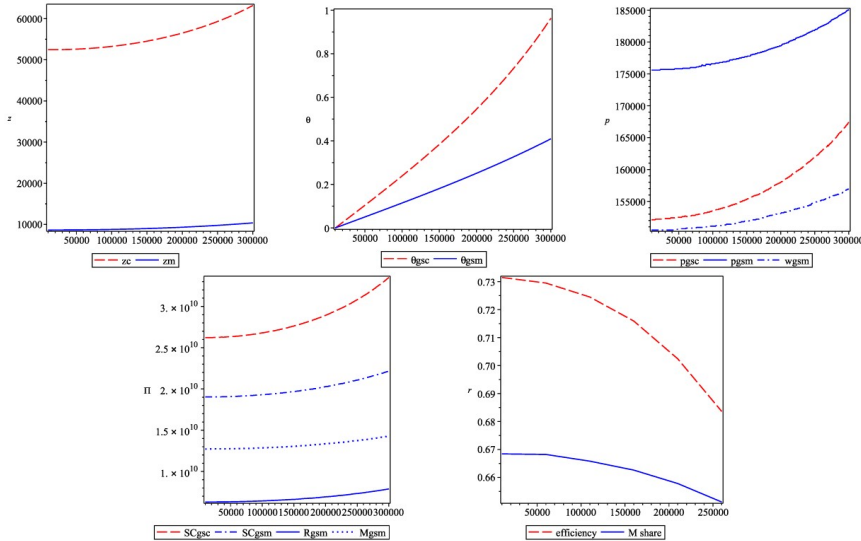 60000
50000
z
40000
30000
20000
10000
50000 100000 150000 200000 250000 300000
zc zm
1
0.8
0.6
θ
0.4
0.2
0
50000 100000 150000 200000 250000 300000
θgsc θgsm
185000
180000
175000
170000
p
165000
160000
155000
50000 100000 150000 200000 250000 300000
pgsc pgsm wgsm
3. × 10^10
2.5 × 10^10
Π
2. × 10^10
1.5 × 10^10
1. × 10^10
50000 100000 150000 200000 250000 300000
SCgsc SCgsm Rgsm Mgsm
0.73
0.72
0.71
0.70
r
0.69
0.68
0.67
0.66
50000 100000 150000 200000 250000
efficiency M share